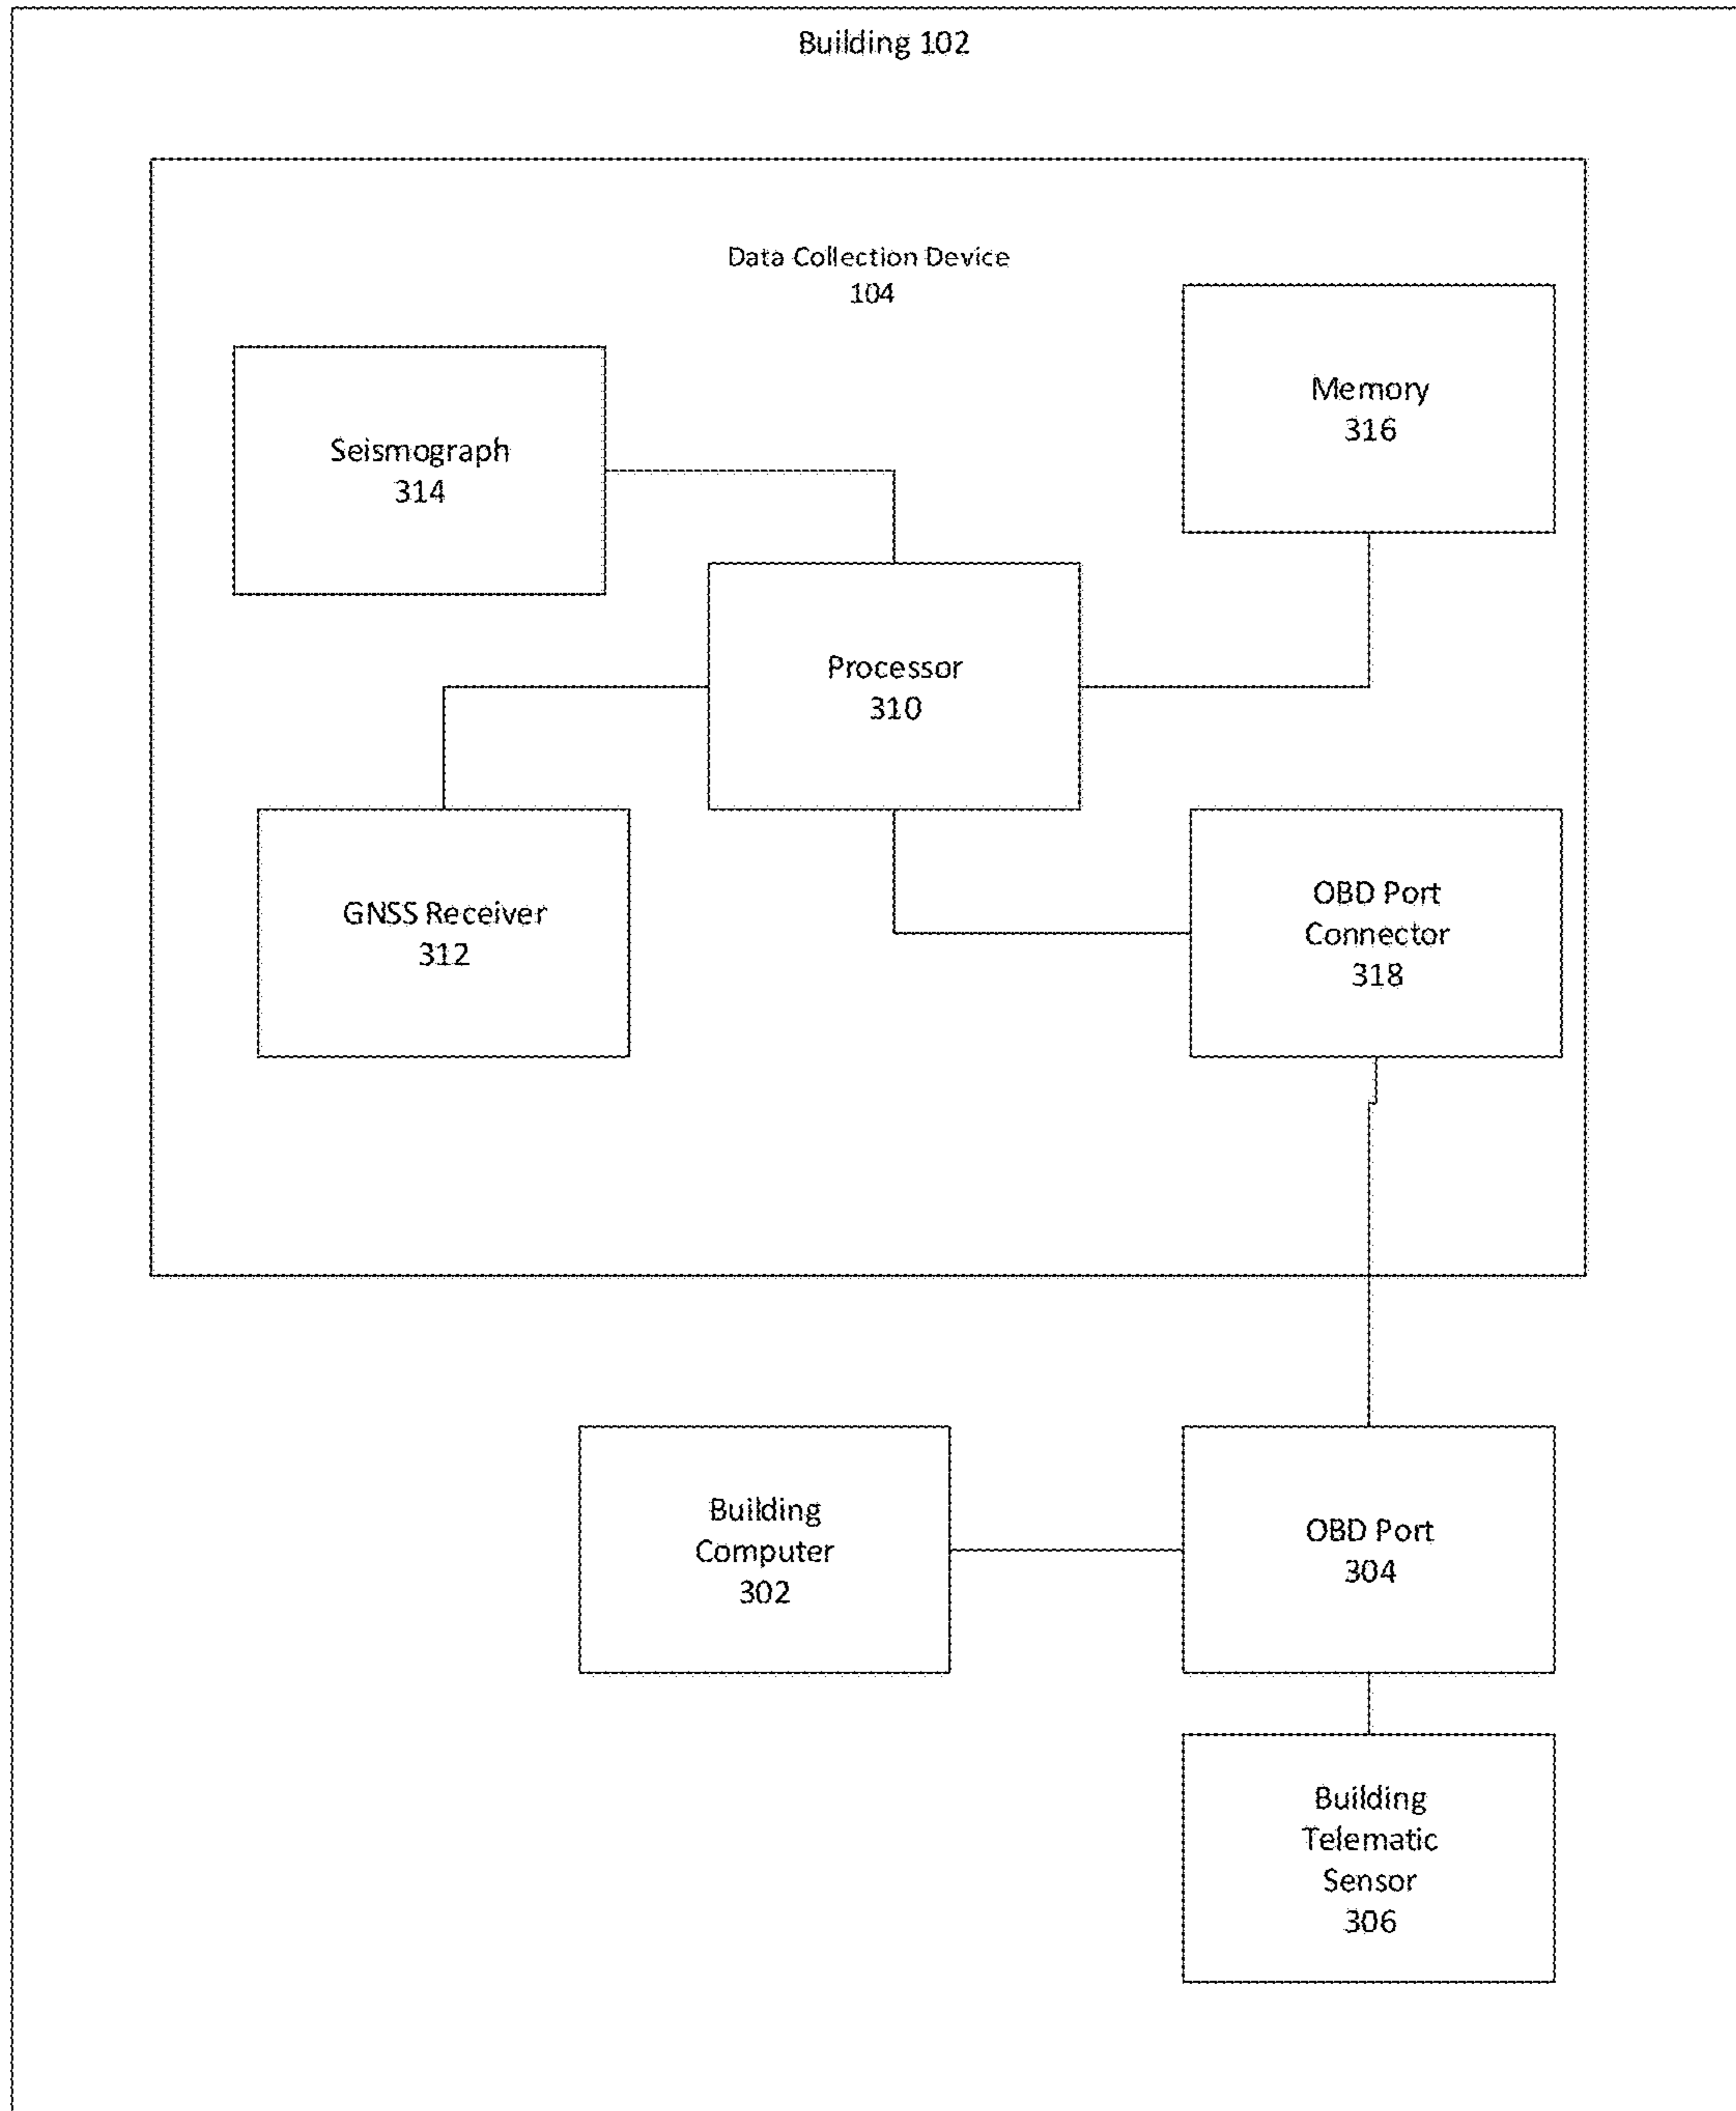 Building 102
Data Collection Device
104
Memory
316
Seismograph
314
Processor
310
GNSS Receiver
312
OBD Port
Connector
318
Building
Computer
302
OBD Port
304
Building
Telematic
Sensor
306